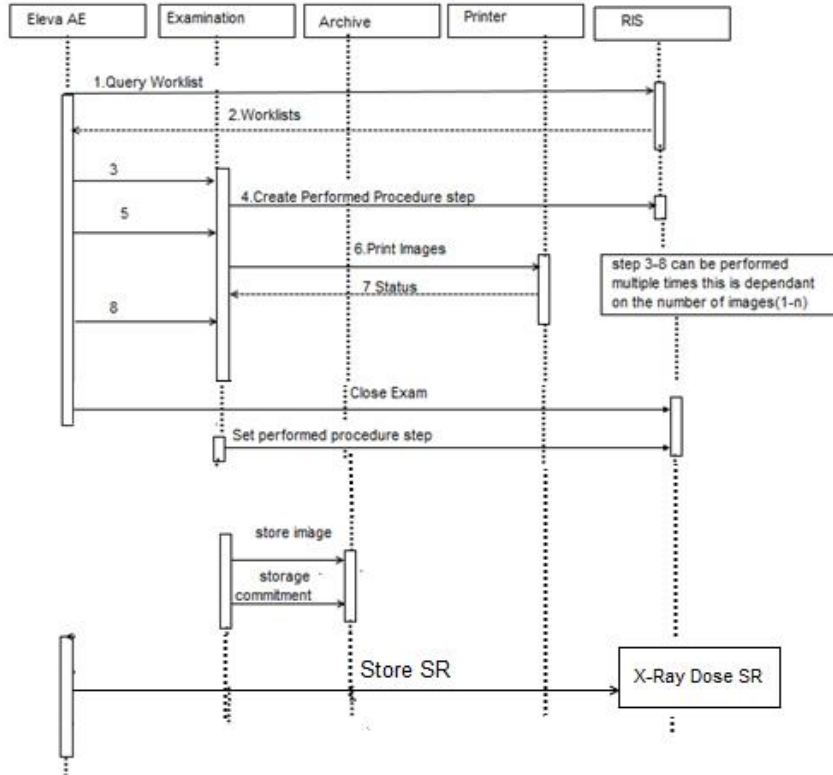 Eleva AE
Examination
Archive
Printer
RIS
1.Query Worklist
2.Worklists
3
4.Create Performed Procedure step
5
6.Print Images
step 3-8 can be performed
multiple times this is dependant
on the number of images(1-n)
7 Status
8
Close Exam
Set performed procedure step
store image
storage
commitment
Store SR
X-Ray Dose SR